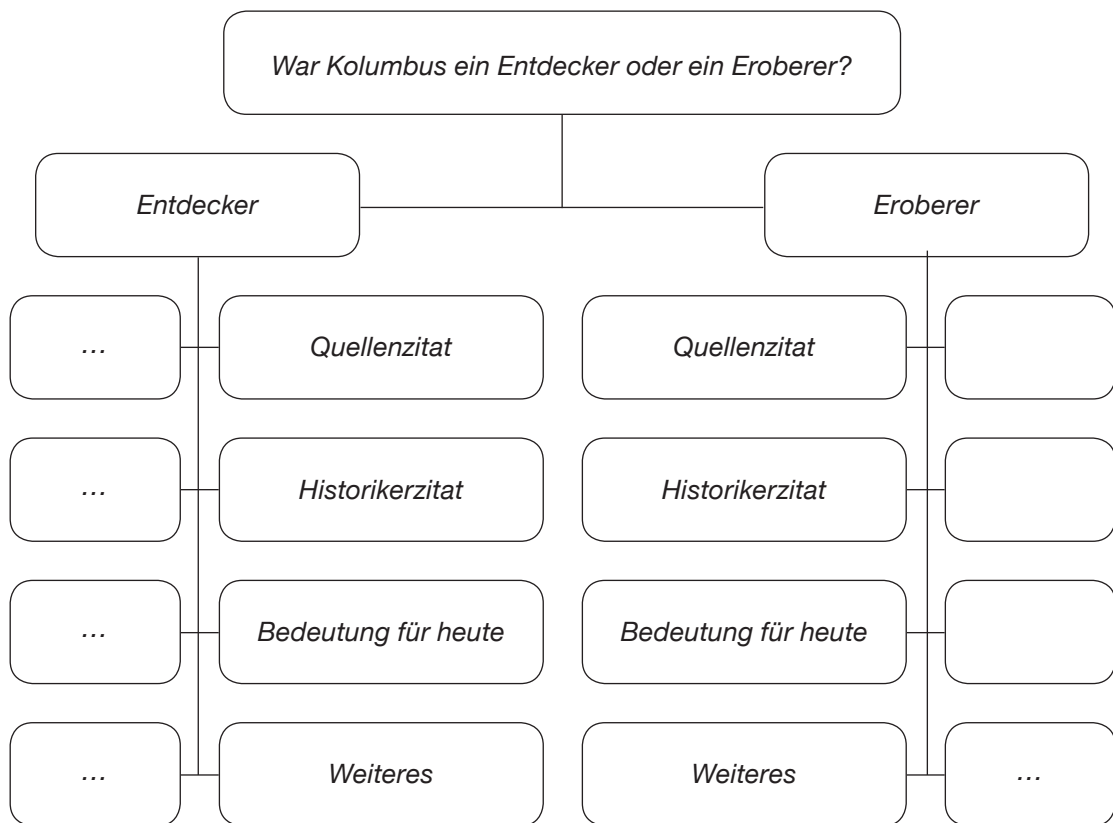 War Kolumbus ein Entdecker oder ein Eroberer?
Entdecker
Eroberer
...
Quellenzitat
Quellenzitat
...
Historikerzitat
Historikerzitat
...
Bedeutung für heute
Bedeutung für heute
...
Weiteres
Weiteres
...